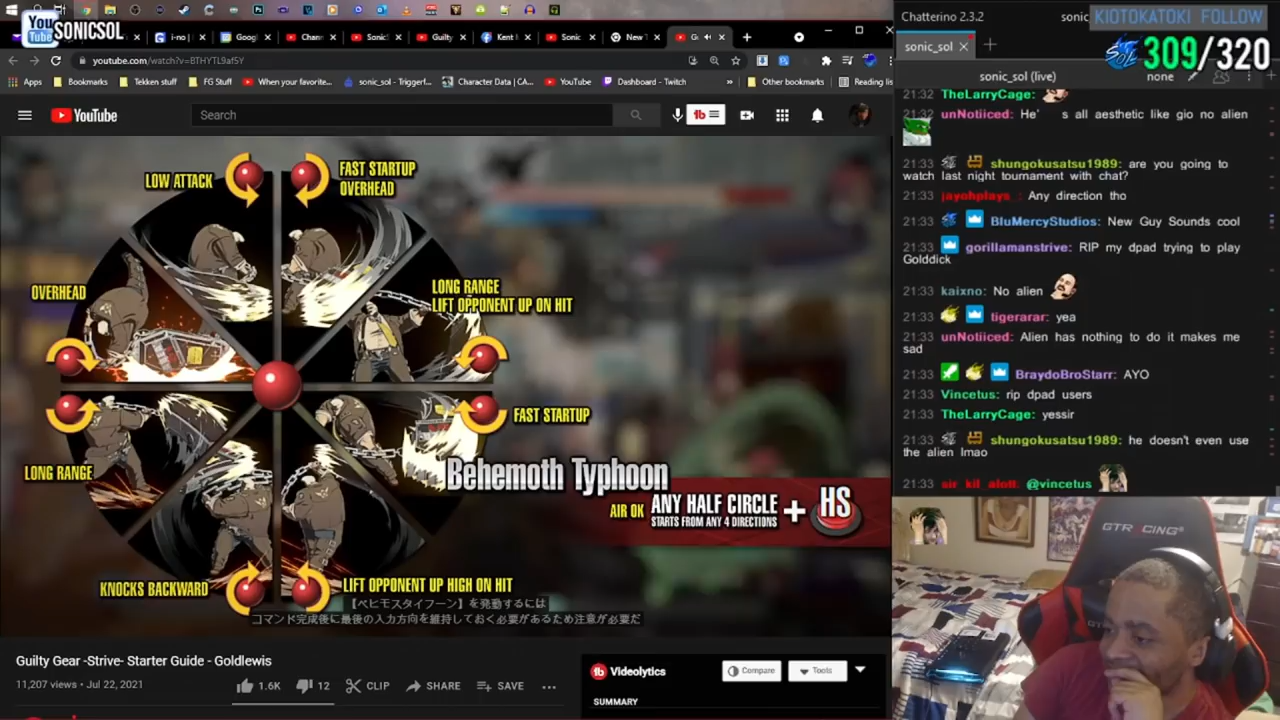 You
Tube
SONICSOL
Chatterino 2.3.2
sonic
KIOTOKATOKI FOLLOW
309/320
sonic_sol
youtube.com/watch?v=BTHYTL9af5Y
Apps
Bookmarks
Tekken stuff
FG Stuff
When your favorite...
sonic_sol - Triggerf...
Character Data | CA...
YouTube
Dashboard - Twitch
Other bookmarks
Reading lis
sonic_sol (live)
none
YouTube
Search
LOW ATTACK
FAST STARTUP
OVERHEAD
OVERHEAD
LONG RANGE
LIFT OPPONENT UP ON HIT
FAST STARTUP
LONG RANGE
Behemoth Typhoon
AIR OK
ANY HALF CIRCLE
STARTS FROM ANY 4 DIRECTIONS
+
HS
KNOCKS BACKWARD
LIFT OPPONENT UP HIGH ON HIT
【ベヒモスタイフーン】を発動するには
コマンド完成後に最後の入力方向を維持しておく必要があるため注意が必要だ
Guilty Gear -Strive- Starter Guide - Goldlewis
11,207 views • Jul 22, 2021
1.6K
12
CLIP
SHARE
SAVE
Videolytics
Compare
Tools
SUMMARY
21:32 TheLarryCage:
21:32 unNotiiced: He' s all aesthetic like gio no alien
21:33 shungokusatsu1989: are you going to
watch last night tournament with chat?
21:33 jayohplays : Any direction tho
21:33 BluMercyStudios: New Guy Sounds cool
21:33 gorillamanstrive: RIP my dpad trying to play
Golddick
21:33 kaixno: No alien
21:33 tigerarar: yea
21:33 unNotiiced: Alien has nothing to do it makes me
sad
21:33 BraydoBroStarr: AYO
21:33 Vincetus: rip dpad users
21:33 TheLarryCage: yessir
21:33 shungokusatsu1989: he doesn't even use
the alien lmao
21:33 sir_kil_alott: @vincetus
GTRACING